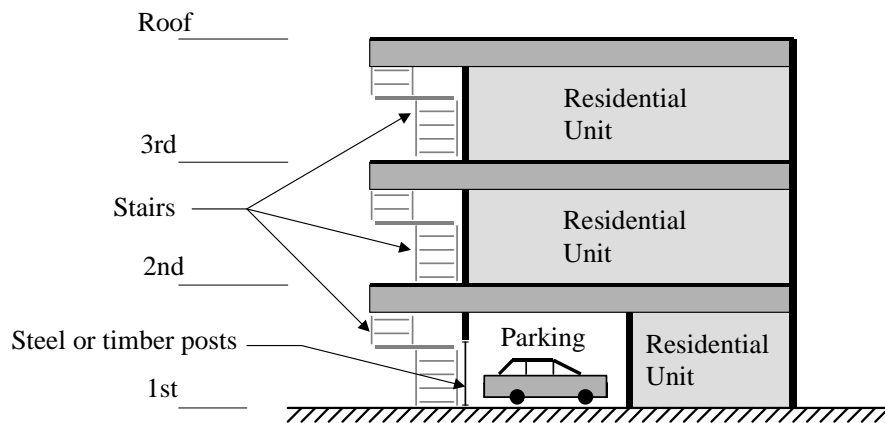 Roof
Residential
Unit
3rd
Stairs
Residential
Unit
2nd
Steel or timber posts
Parking
Residential
Unit
1st